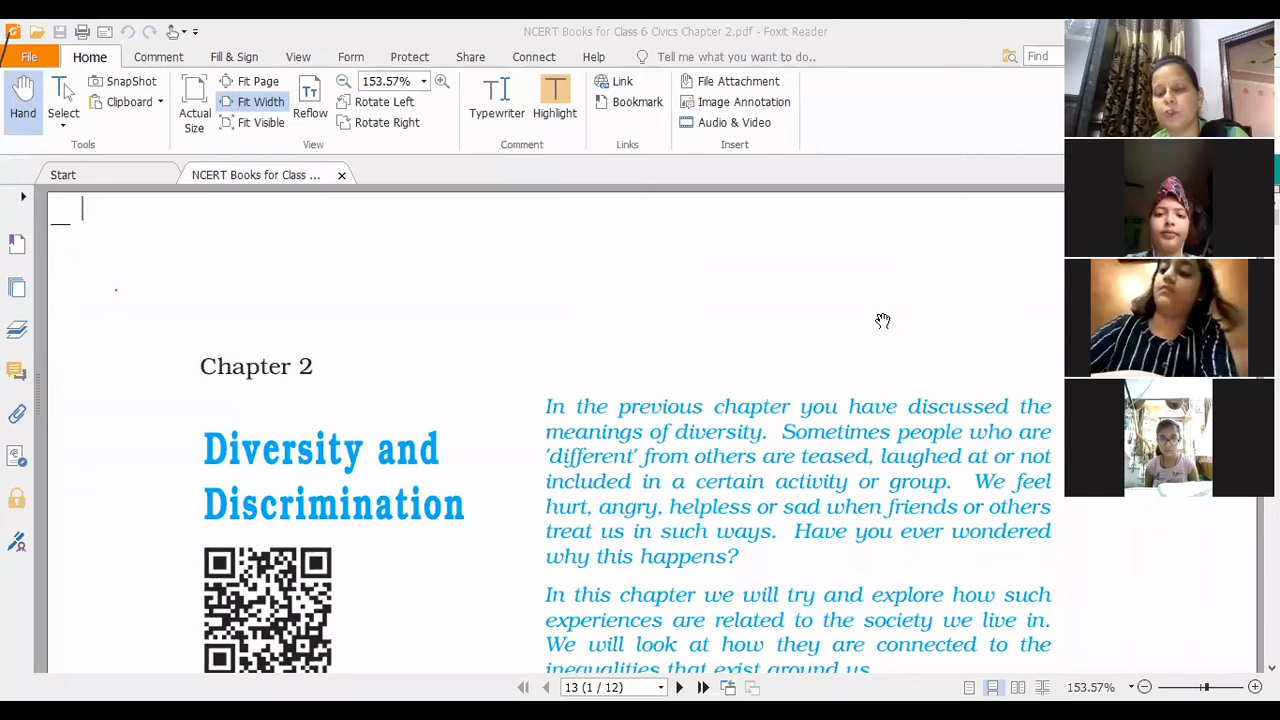 NCERT Books for Class 6 Civics Chapter 2.pdf - Foxit Reader
File Home Comment Fill & Sign View Form Protect Share Connect Help Tell me what you want to do.. Find
Hand
Select
SnapShot
Clipboard
Tools
Actual Size
Fit Page
Fit Width
Fit Visible
Reflow
153.57%
Rotate Left
Rotate Right
View
Typewriter
Highlight
Comment
Link
Bookmark
Links
File Attachment
Image Annotation
Audio & Video
Insert
Start
NCERT Books for Class ...
Chapter 2
Diversity and
Discrimination
In the previous chapter you have discussed the
meanings of diversity. Sometimes people who are
'different' from others are teased, laughed at or not
included in a certain activity or group. We feel
hurt, angry, helpless or sad when friends or others
treat us in such ways. Have you ever wondered
why this happens?
In this chapter we will try and explore how such
experiences are related to the society we live in.
We will look at how they are connected to the
inequalities that exist around us.
13 (1 / 12)
153.57%